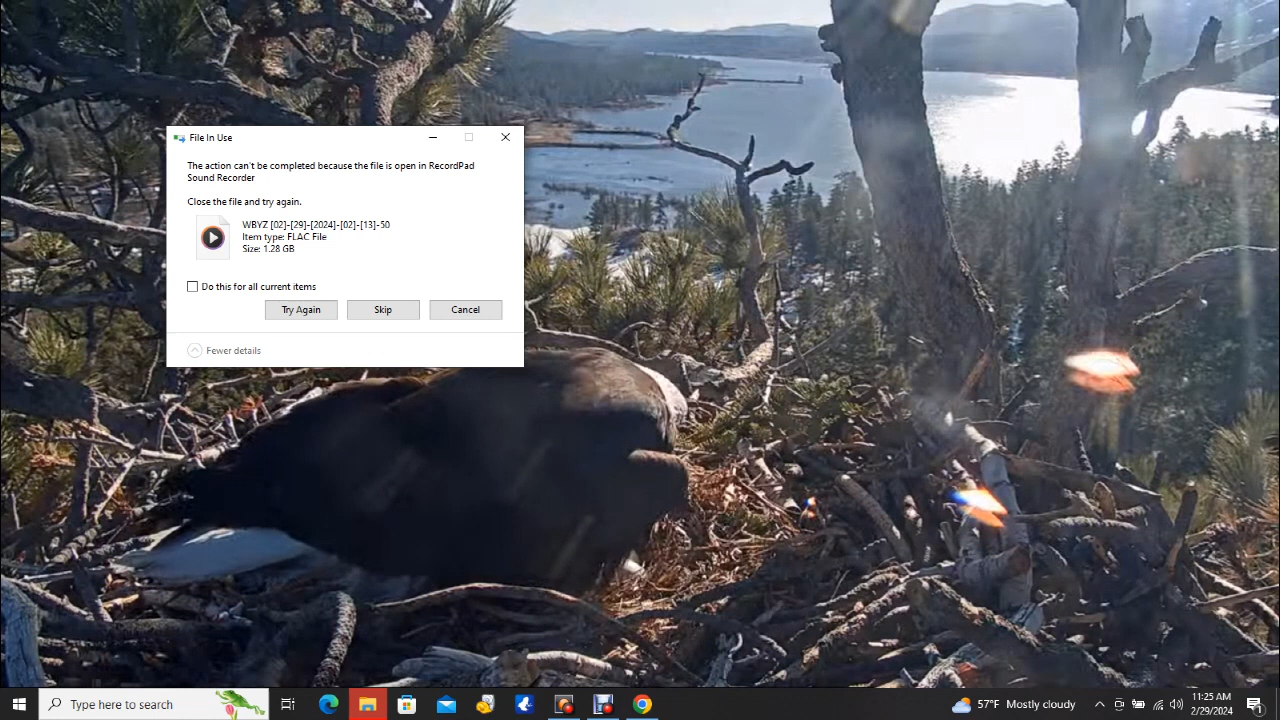 File In Use
The action can't be completed because the file is open in RecordPad
Sound Recorder
Close the file and try again.
WBYZ [02]-[29]-[2024]-[02]-[13]-50
Item type: FLAC File
Size: 1.28 GB
Do this for all current items
Try Again
Skip
Cancel
Fewer details
Type here to search
57°F Mostly cloudy
11:25 AM
2/29/2024
1